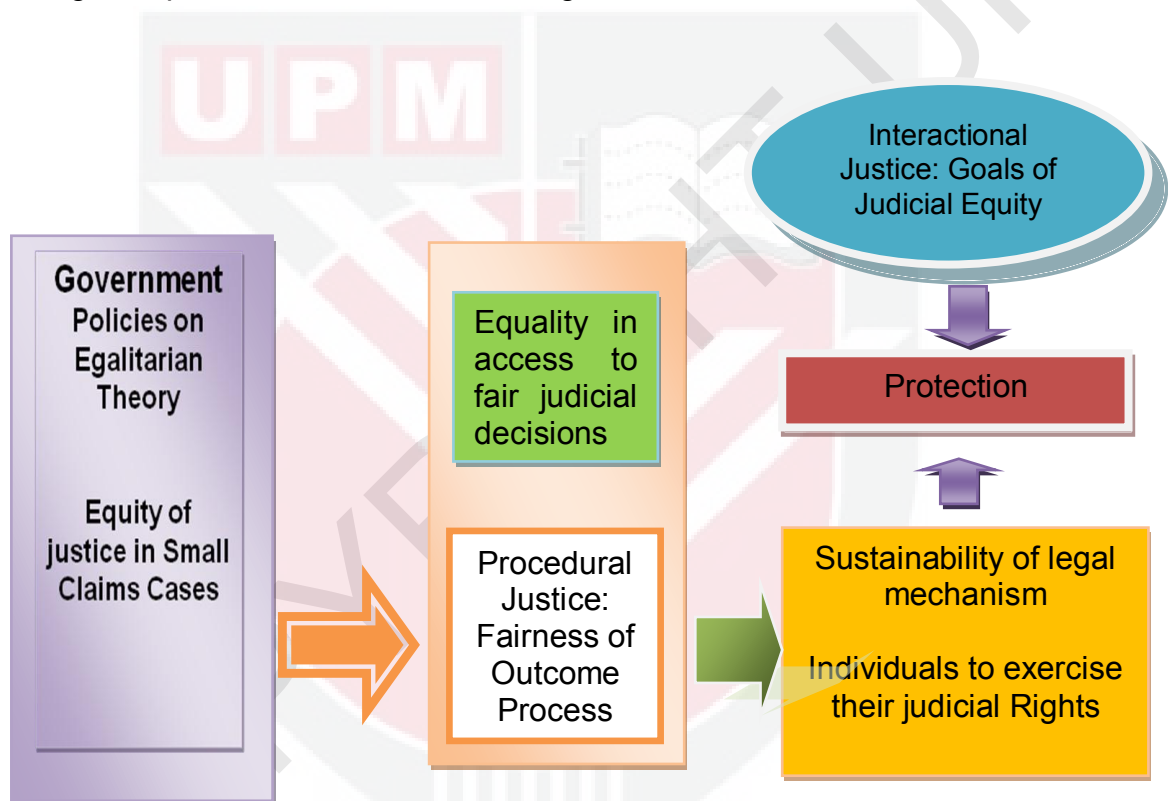 UPM
Interactional
Justice: Goals of
Judicial Equity
Government
Policies on
Egalitarian
Theory
Equity of
justice in Small
Claims Cases
Equality in
access to
fair judicial
decisions
Procedural
Justice:
Fairness of
Outcome
Process
Protection
Sustainability of legal
mechanism
Individuals to exercise
their judicial Rights